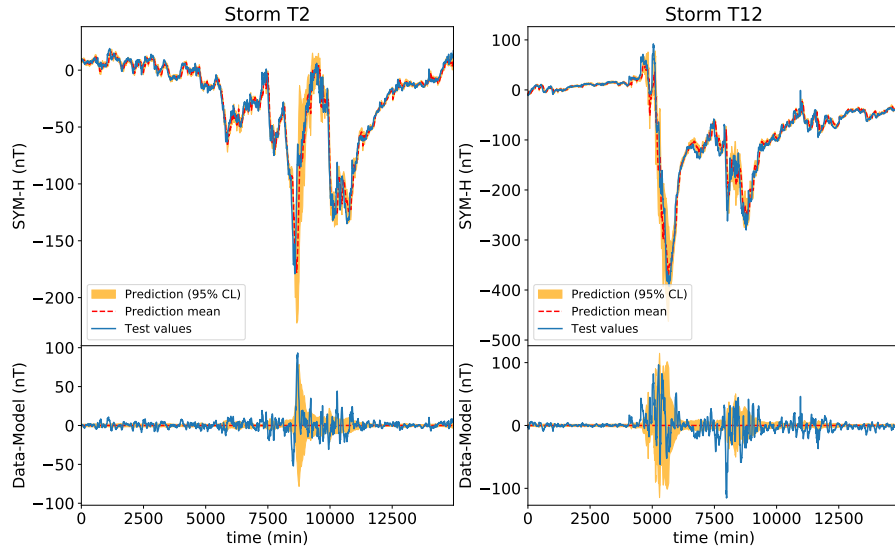 Storm T2
0
−50
−100
−150
−200
SYM-H (nT)
Prediction (95% CL)
Prediction mean
Test values
100
50
0
−50
−100
Data-Model (nT)
0 2500 5000 7500 10000 12500
time (min)
Storm T12
100
0
−100
−200
−300
−400
−500
SYM-H (nT)
Prediction (95% CL)
Prediction mean
Test values
100
0
−100
Data-Model (nT)
0 2500 5000 7500 10000 12500
time (min)